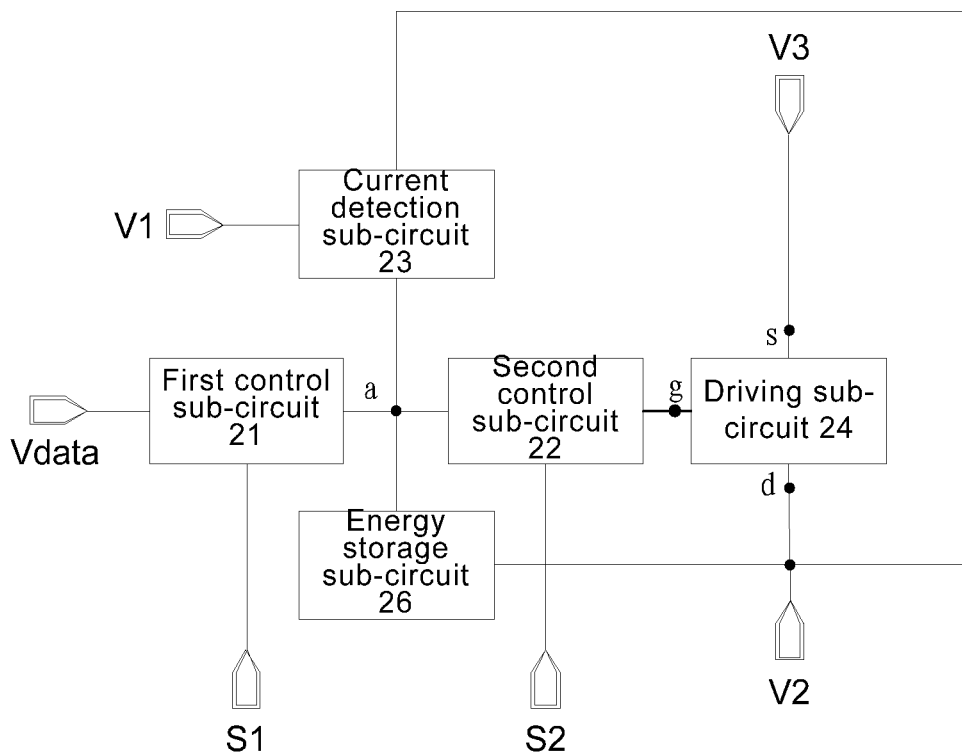 V3
Current
detection
sub-circuit
23
V1
s
First control
sub-circuit
21
a
Second
control
sub-circuit
22
g
Driving sub-
circuit 24
Vdata
d
Energy
storage
sub-circuit
26
V2
S1
S2